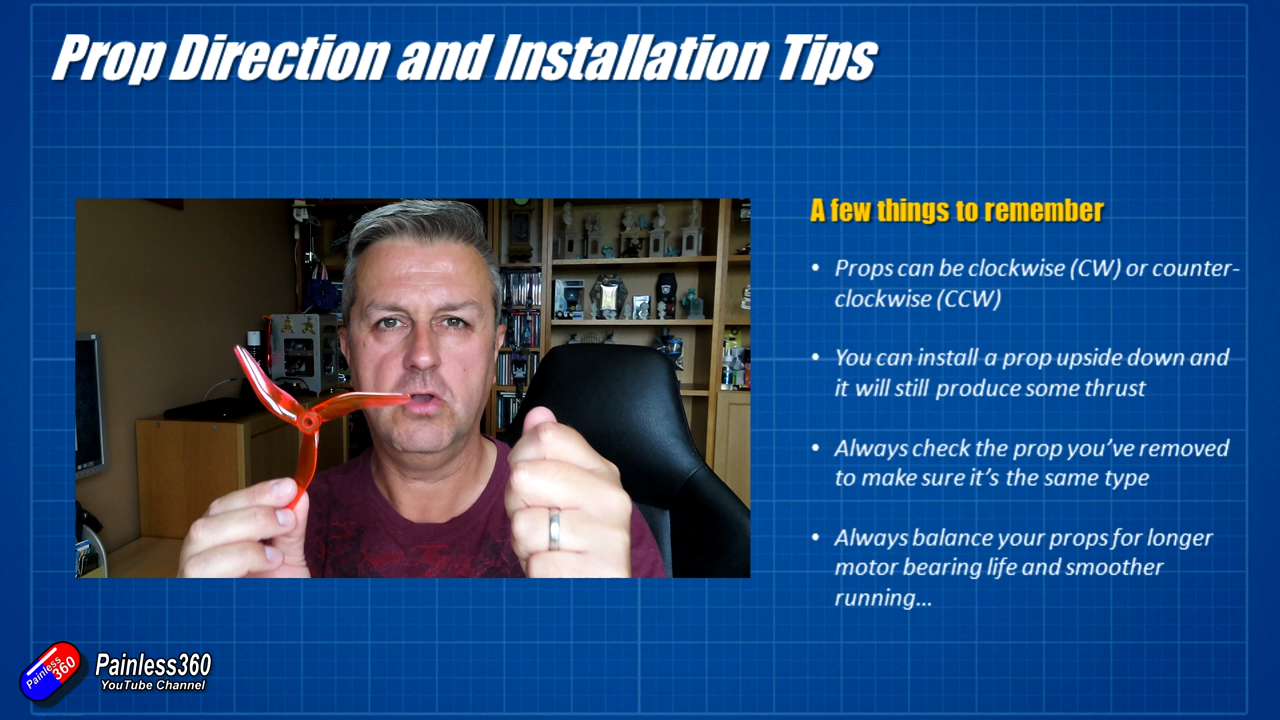 Prop Direction and Installation Tips
A few things to remember
• Props can be clockwise (CW) or counter-
clockwise (CCW)
• You can install a prop upside down and
it will still produce some thrust
• Always check the prop you’ve removed
to make sure it’s the same type
• Always balance your props for longer
motor bearing life and smoother
running…
Painless
360
Painless360
YouTube Channel